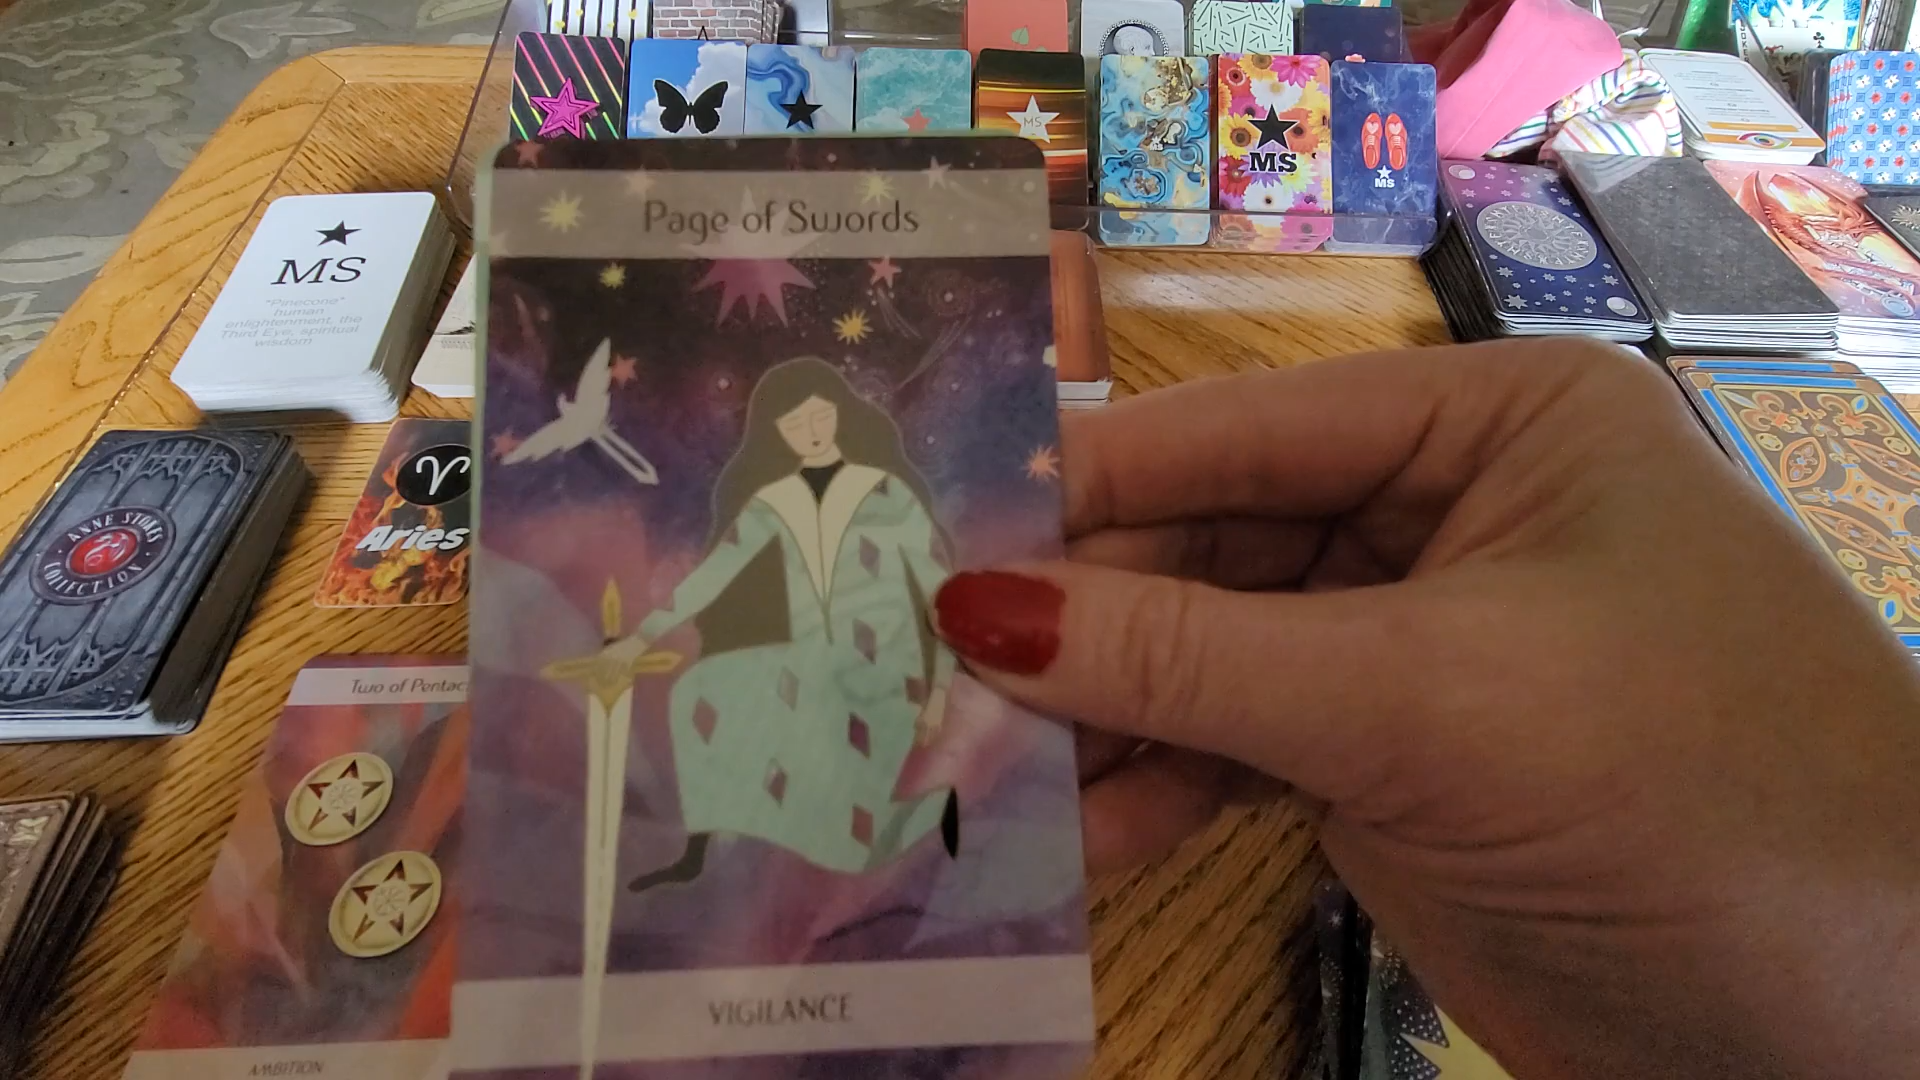 Page of Swords
VIGILANCE
MS
"Pinecone"
human
enlightenment, the
Third Eye, spiritual
wisdom
ANNE STOKES
COLLECTION
Aries
Two of Pentac
AMBITION
MS
MS
MS